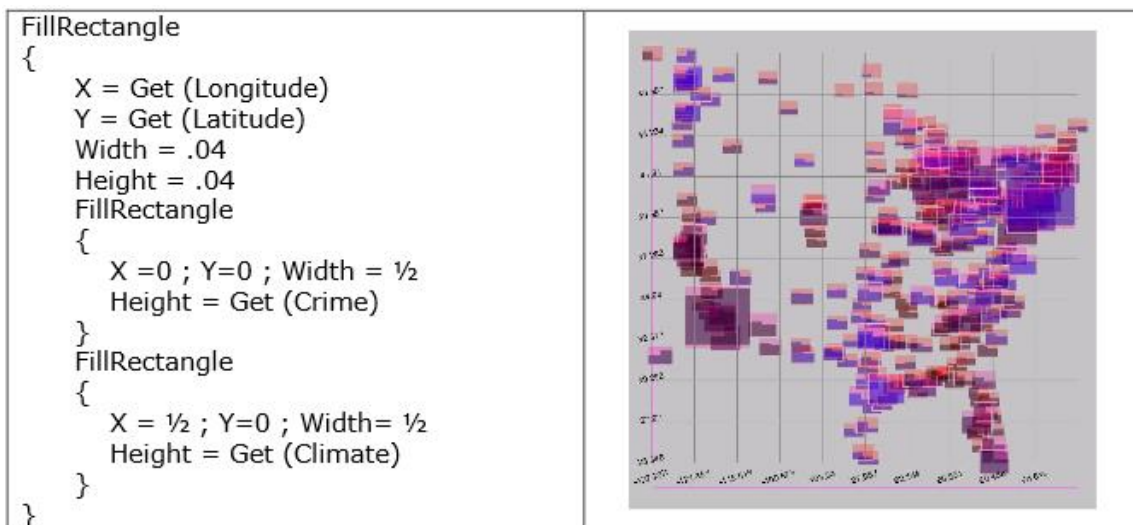 FillRectangle
{
X = Get (Longitude)
Y = Get (Latitude)
Width = .04
Height = .04
FillRectangle
{
X =0 ; Y=0 ; Width = ½
Height = Get (Crime)
}
FillRectangle
{
X = ½ ; Y=0 ; Width= ½
Height = Get (Climate)
}
}